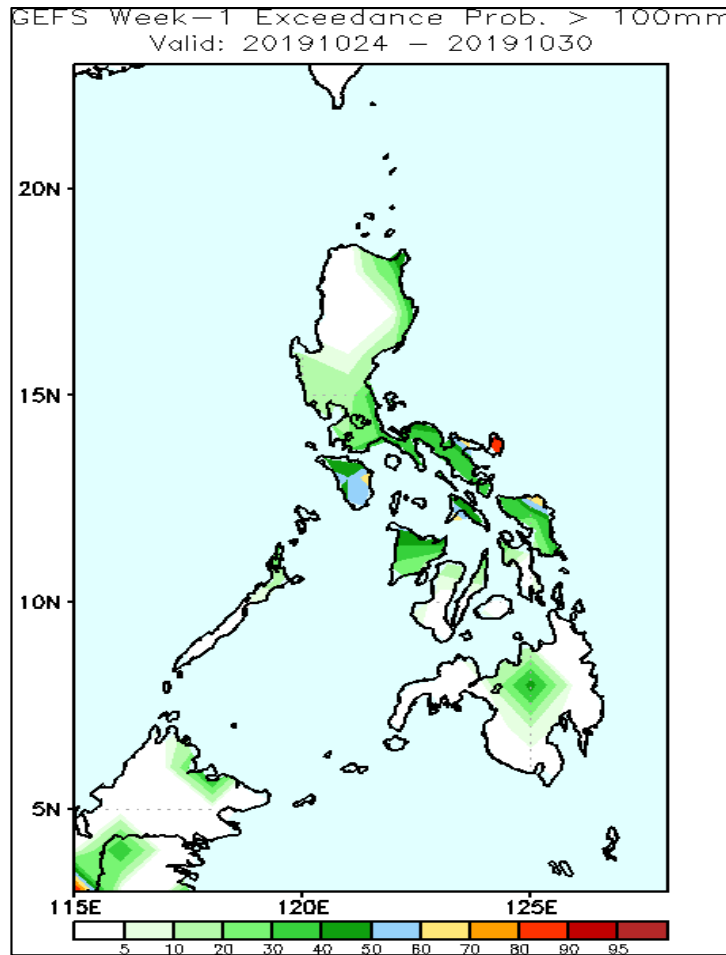 GEFS Week-1 Exceedance Prob. > 100mm
Valid: 20191024 - 20191030
20N
15N
10N
5N
115E 120E 125E
5 10 20 30 40 50 60 70 80 90 95